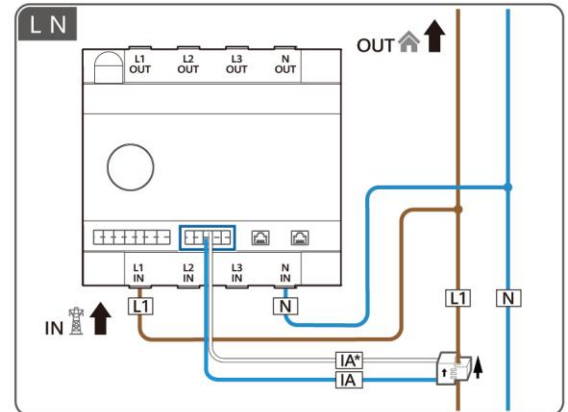 L N
OUT
L1 OUT
L2 OUT
L3 OUT
N OUT
L1 IN
L2 IN
L3 IN
N IN
L1
N
L1
N
IN
IA*
IA